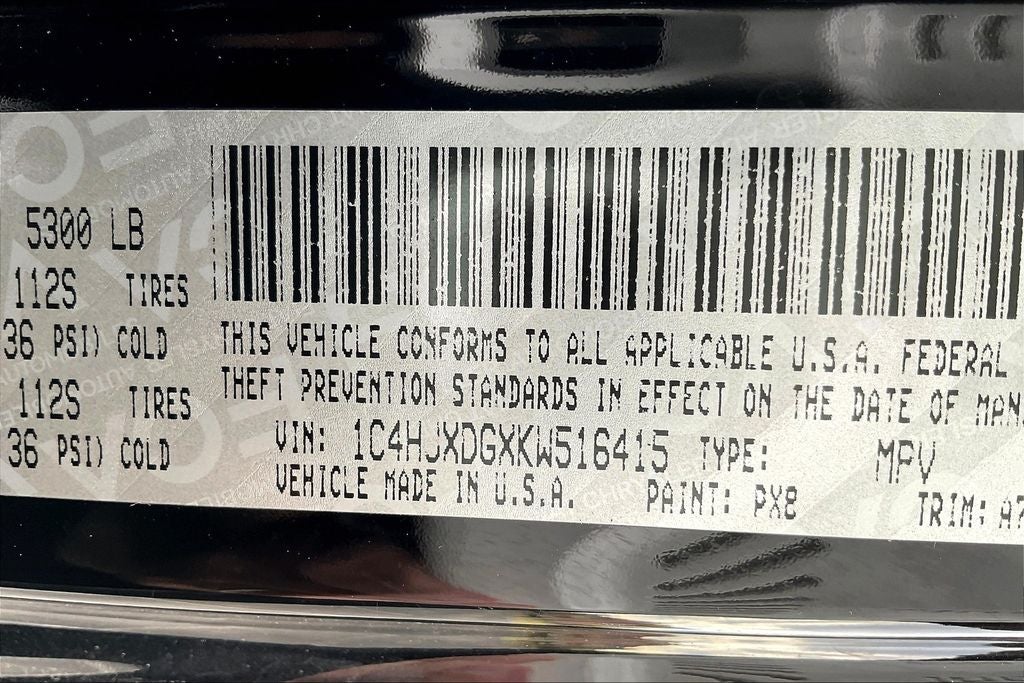 5300 LB
112S TIRES
36 PSI) COLD
112S TIRES
36 PSI) COLD
THIS VEHICLE CONFORMS TO ALL APPLICABLE U.S.A. FEDERAL
THEFT PREVENTION STANDARDS IN EFFECT ON THE DATE OF MAN
VIN: 1C4HJXDGXKW516415 TYPE: MPV
VEHICLE MADE IN U.S.A. PAINT: PX8 TRIM: A7